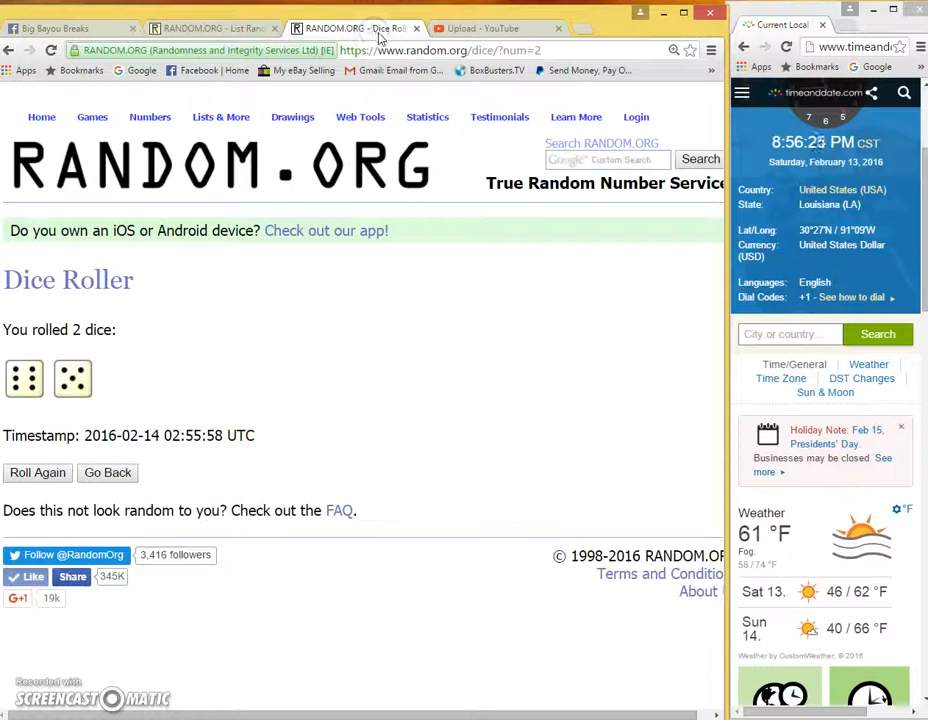 Big Bayou Breaks
RANDOM.ORG - List Ran
RANDOM.ORG - Dice Roll
Upload - YouTube
RANDOM.ORG (Randomness and Integrity Services Ltd) [IE]
https://www.random.org/dice/?num=2
Apps
Bookmarks
Google
Facebook | Home
My eBay Selling
Gmail: Email from G...
BoxBusters.TV
Send Money, Pay O...
Home Games Numbers Lists & More Drawings Web Tools Statistics Testimonials Learn More Login
RANDOM.ORG
Search RANDOM.ORG
Google Custom Search
Search
True Random Number Service
Do you own an iOS or Android device? Check out our app!
Dice Roller
You rolled 2 dice:
Timestamp: 2016-02-14 02:55:58 UTC
Roll Again Go Back
Does this not look random to you? Check out the FAQ.
Follow @RandomOrg 3,416 followers
Like Share 345K
G+1 19k
© 1998-2016 RANDOM.OR
Terms and Conditio
About
Recorded with
SCREENCAST-O-MATIC
Current Local
www.timeand
Apps Bookmarks Google
timeanddate.com
7 6 5
8:56:23 PM CST
Saturday, February 13, 2016
Country: United States (USA)
State: Louisiana (LA)
Lat/Long: 30°27'N / 91°09'W
Currency: United States Dollar
(USD)
Languages: English
Dial Codes: +1 - See how to dial
City or country... Search
Time/General Weather
Time Zone DST Changes
Sun & Moon
Holiday Note: Feb 15,
Presidents' Day.
Businesses may be closed. See
more
Weather °F
61 °F
Fog.
58 / 74 °F
Sat 13. 46 / 62 °F
Sun
14. 40 / 66 °F
Weather by CustomWeather, © 2016